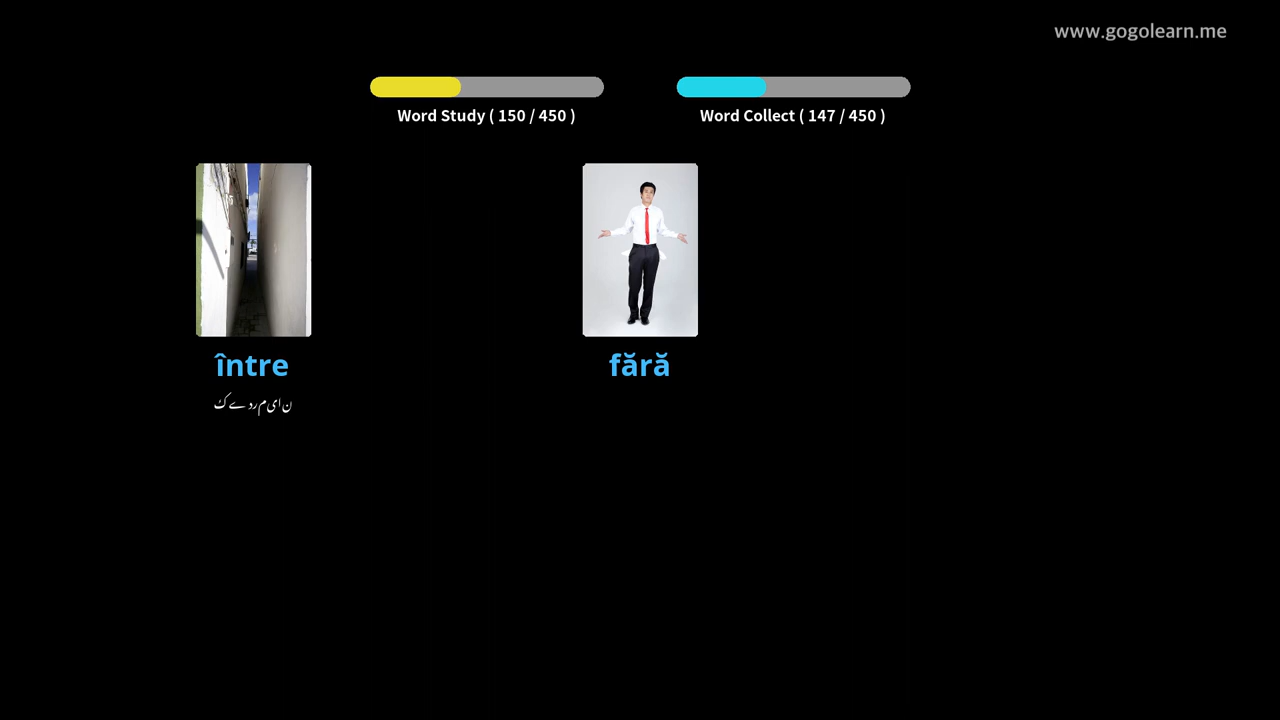 www.gogolearn.me
Word Study ( 150 / 450 )
Word Collect ( 147 / 450 )
între
fără
کے درمیان